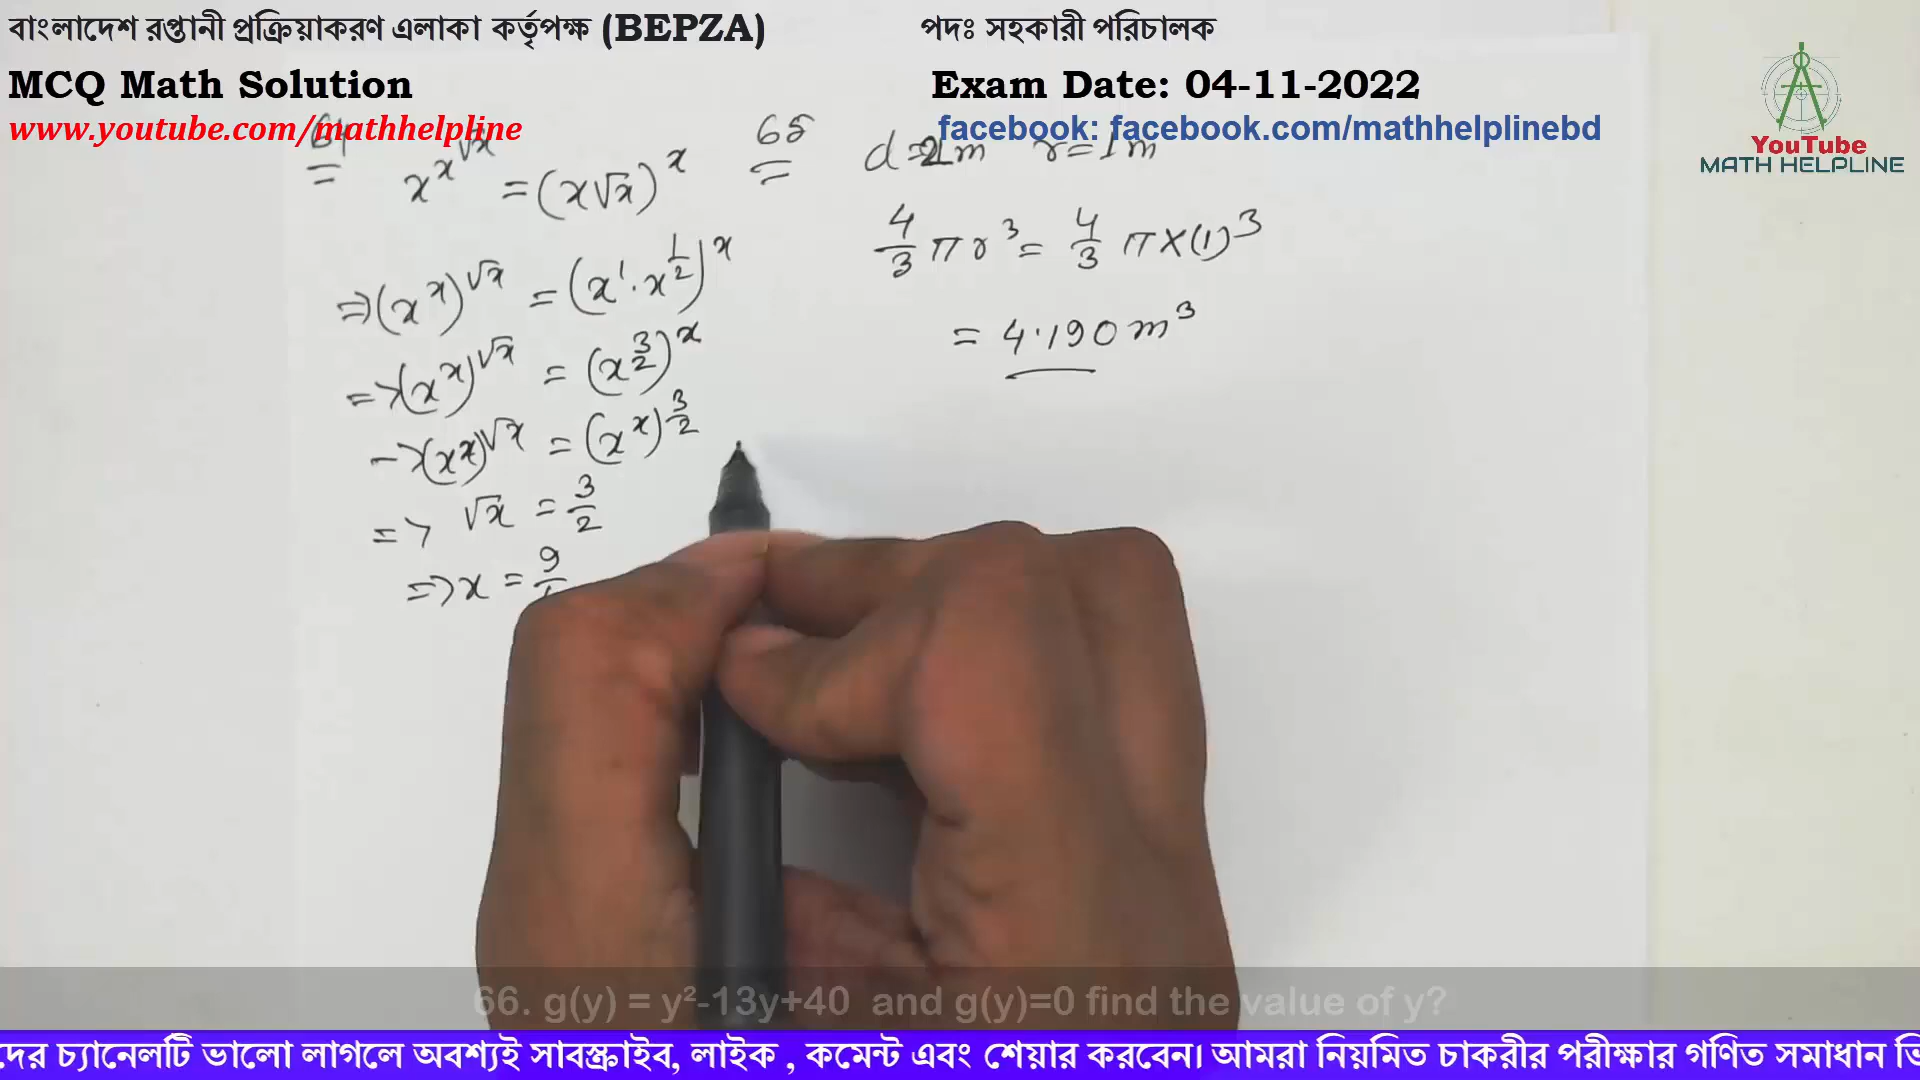 বাংলাদেশ রপ্তানী প্রক্রিয়াকরণ এলাকা কর্তৃপক্ষ (BEPZA)
পদঃ সহকারী পরিচালক
MCQ Math Solution
Exam Date: 04-11-2022
www.youtube.com/mathhelpline
facebook: facebook.com/mathhelplinebd
YouTube
MATH HELPLINE
64
x^x^√x = (x√x)^x
⇒ (x^x)^√x = (x^1 · x^(1/2))^x
⇒ (x^x)^√x = (x^(3/2))^x
→ (x^x)^√x = (x^x)^(3/2)
⇒ √x = 3/2
⇒ x = 9
65
d = 2m r = 1m
4/3 πr³ = 4/3 π×(1)³
= 4.190 m³
66. g(y) = y²-13y+40 and g(y)=0 find the value of y?
দের চ্যানেলটি ভালো লাগলে অবশ্যই সাবস্ক্রাইব, লাইক , কমেন্ট এবং শেয়ার করবেন। আমরা নিয়মিত চাকরীর পরীক্ষার গণিত সমাধান ভি